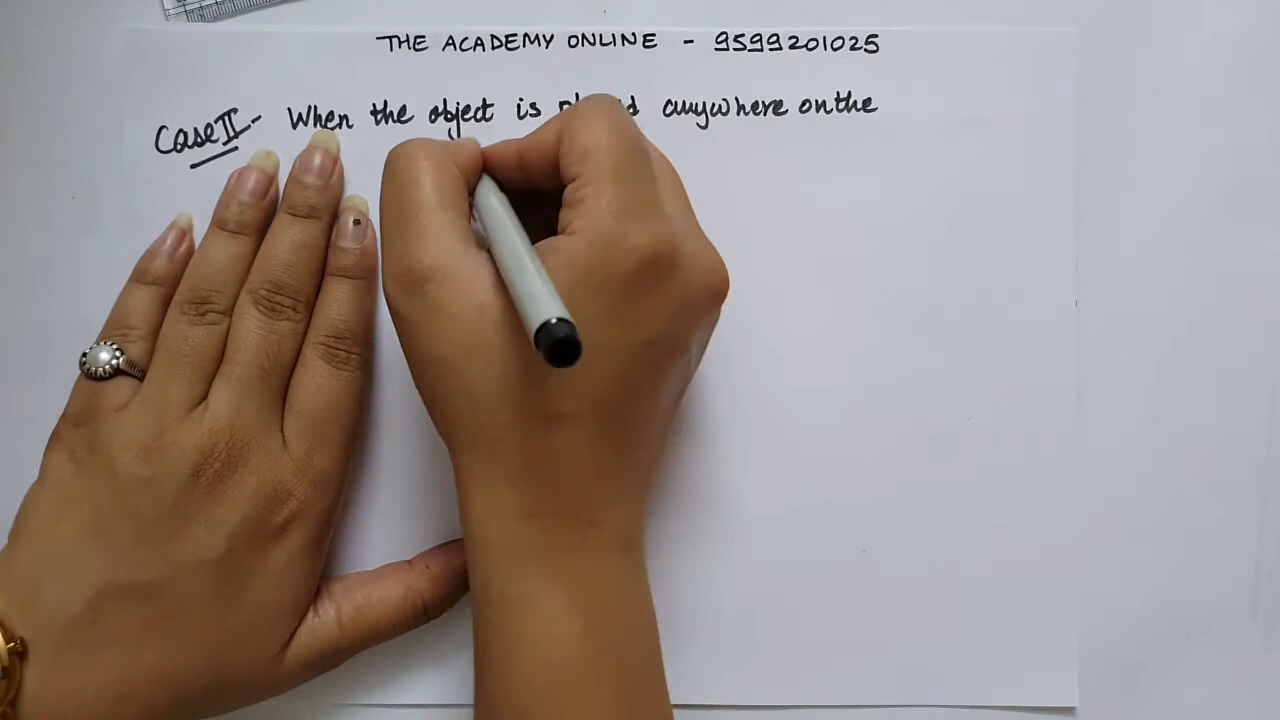 THE ACADEMY ONLINE - 9599201025
Case II - When the object is anywhere on the